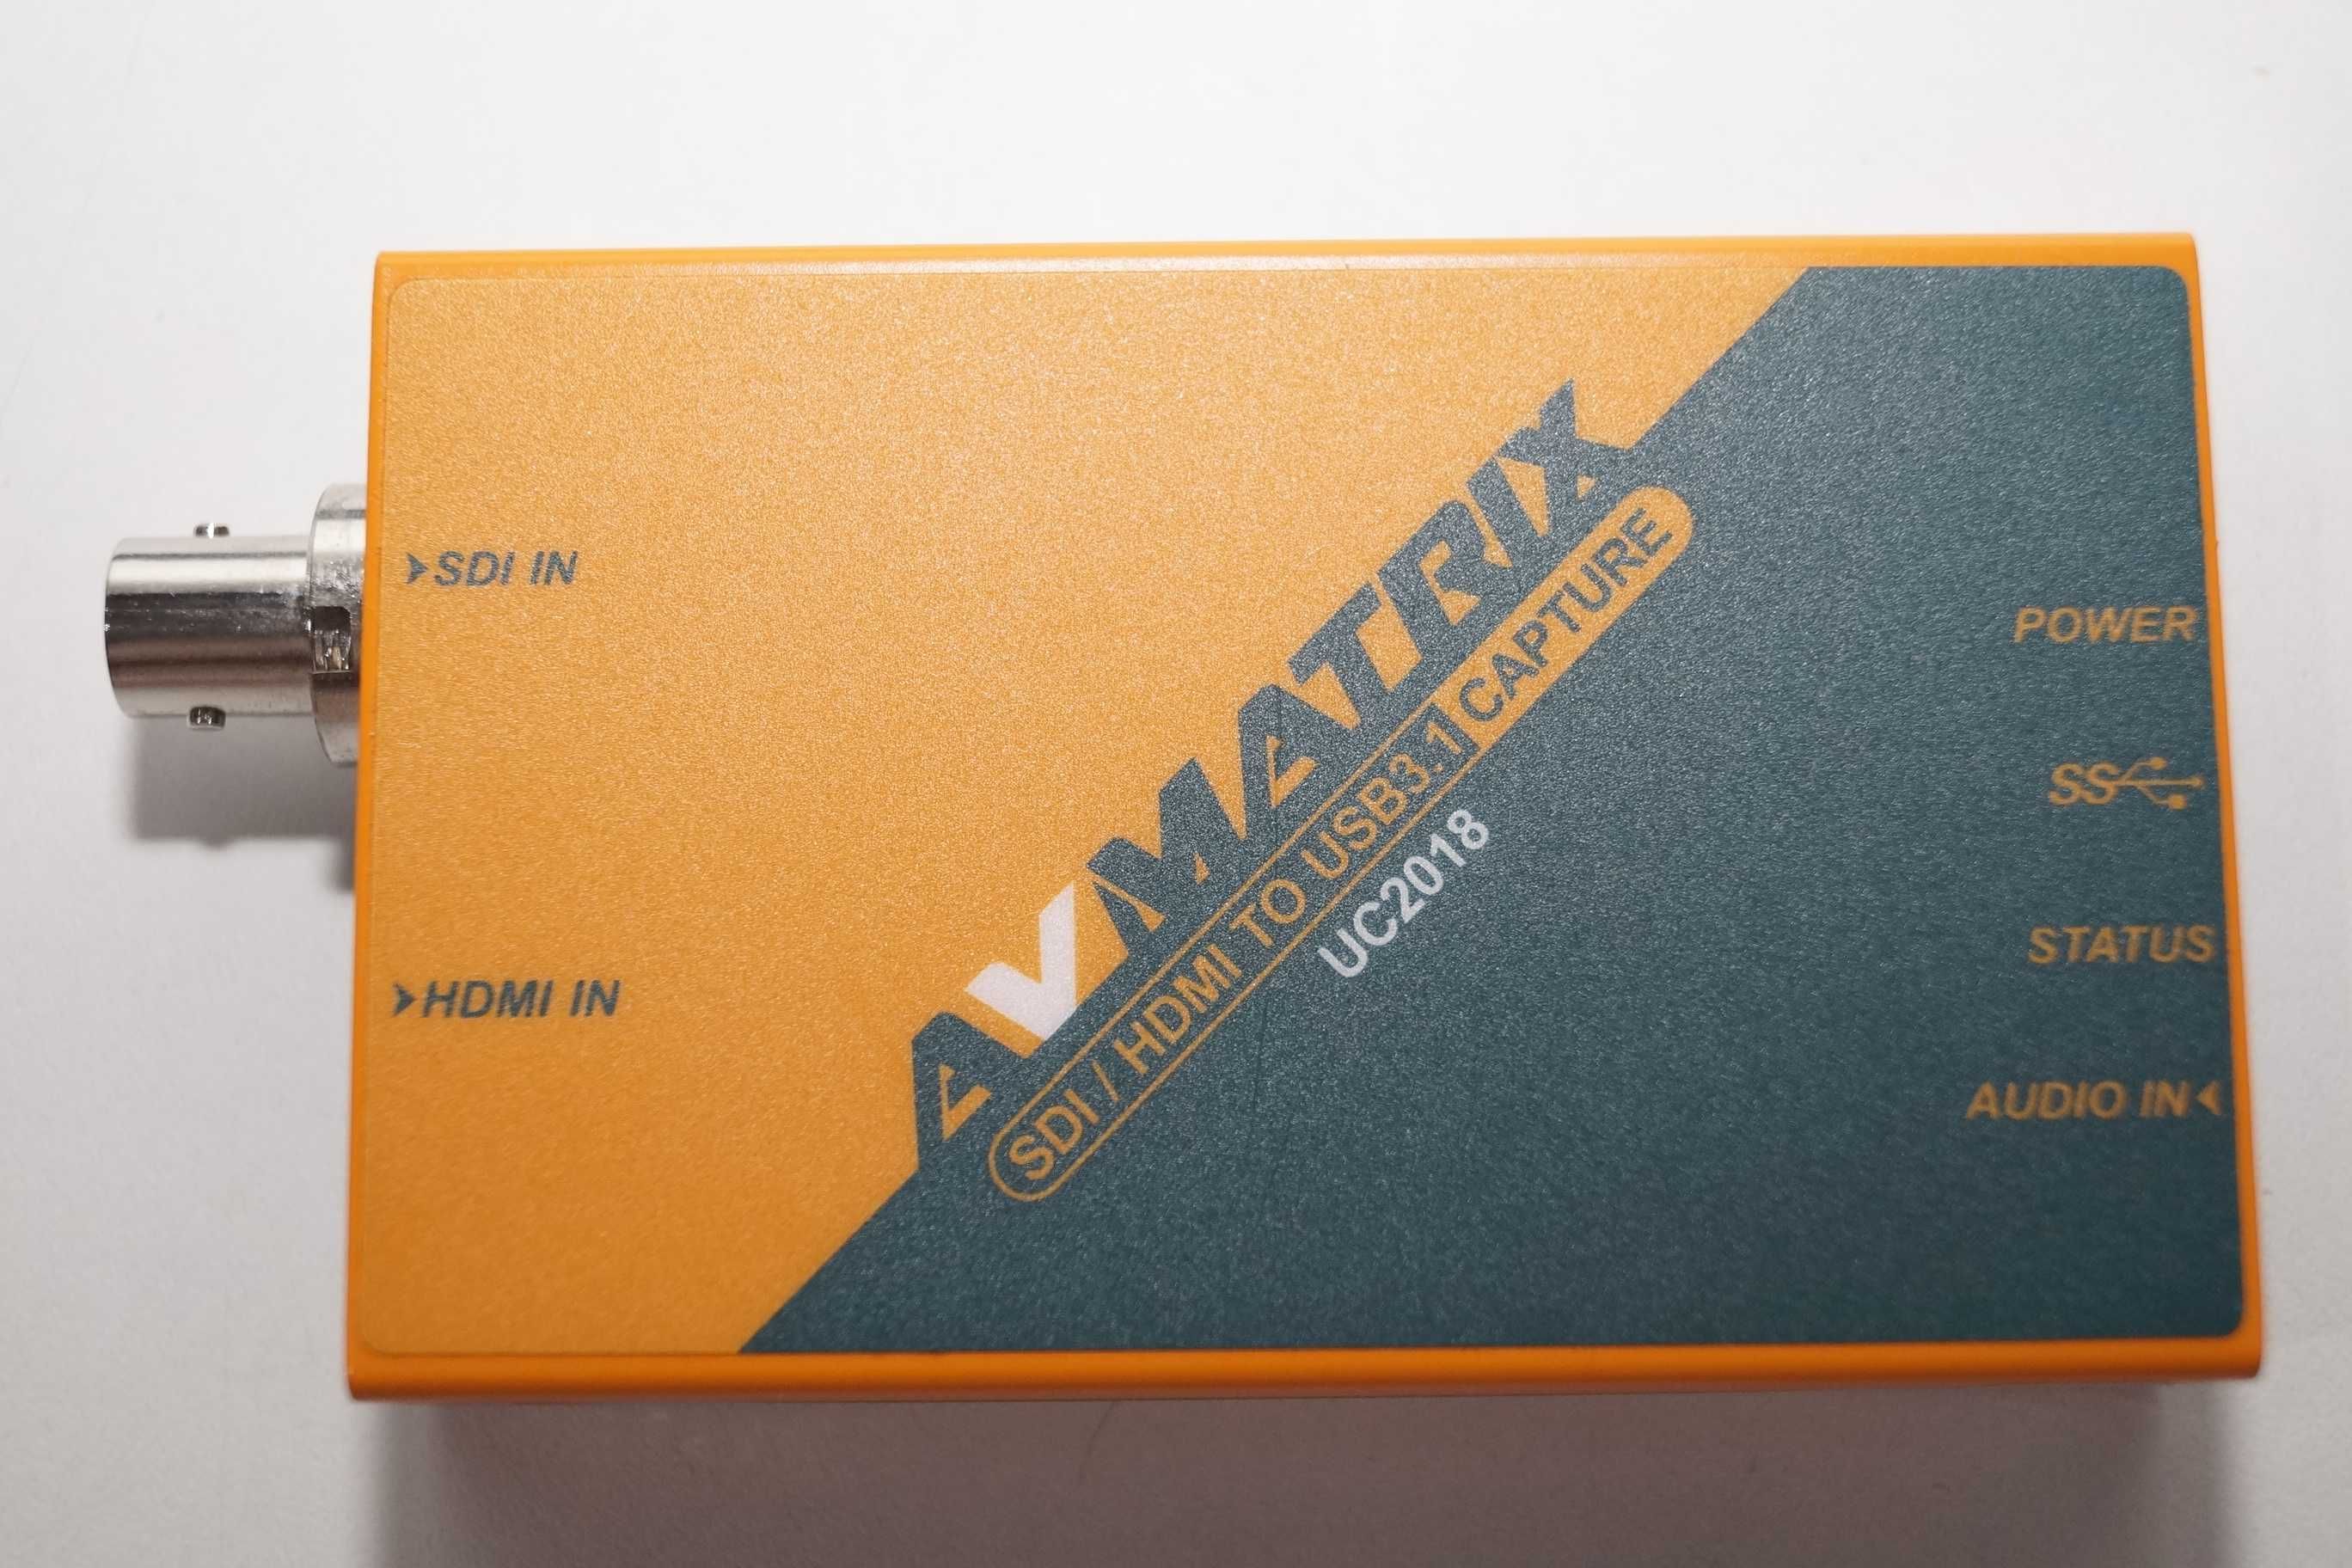 SDI IN
HDMI IN
AVMATRIX
SDI / HDMI TO USB3.1 CAPTURE
UC2018
POWER
SS
STATUS
AUDIO IN